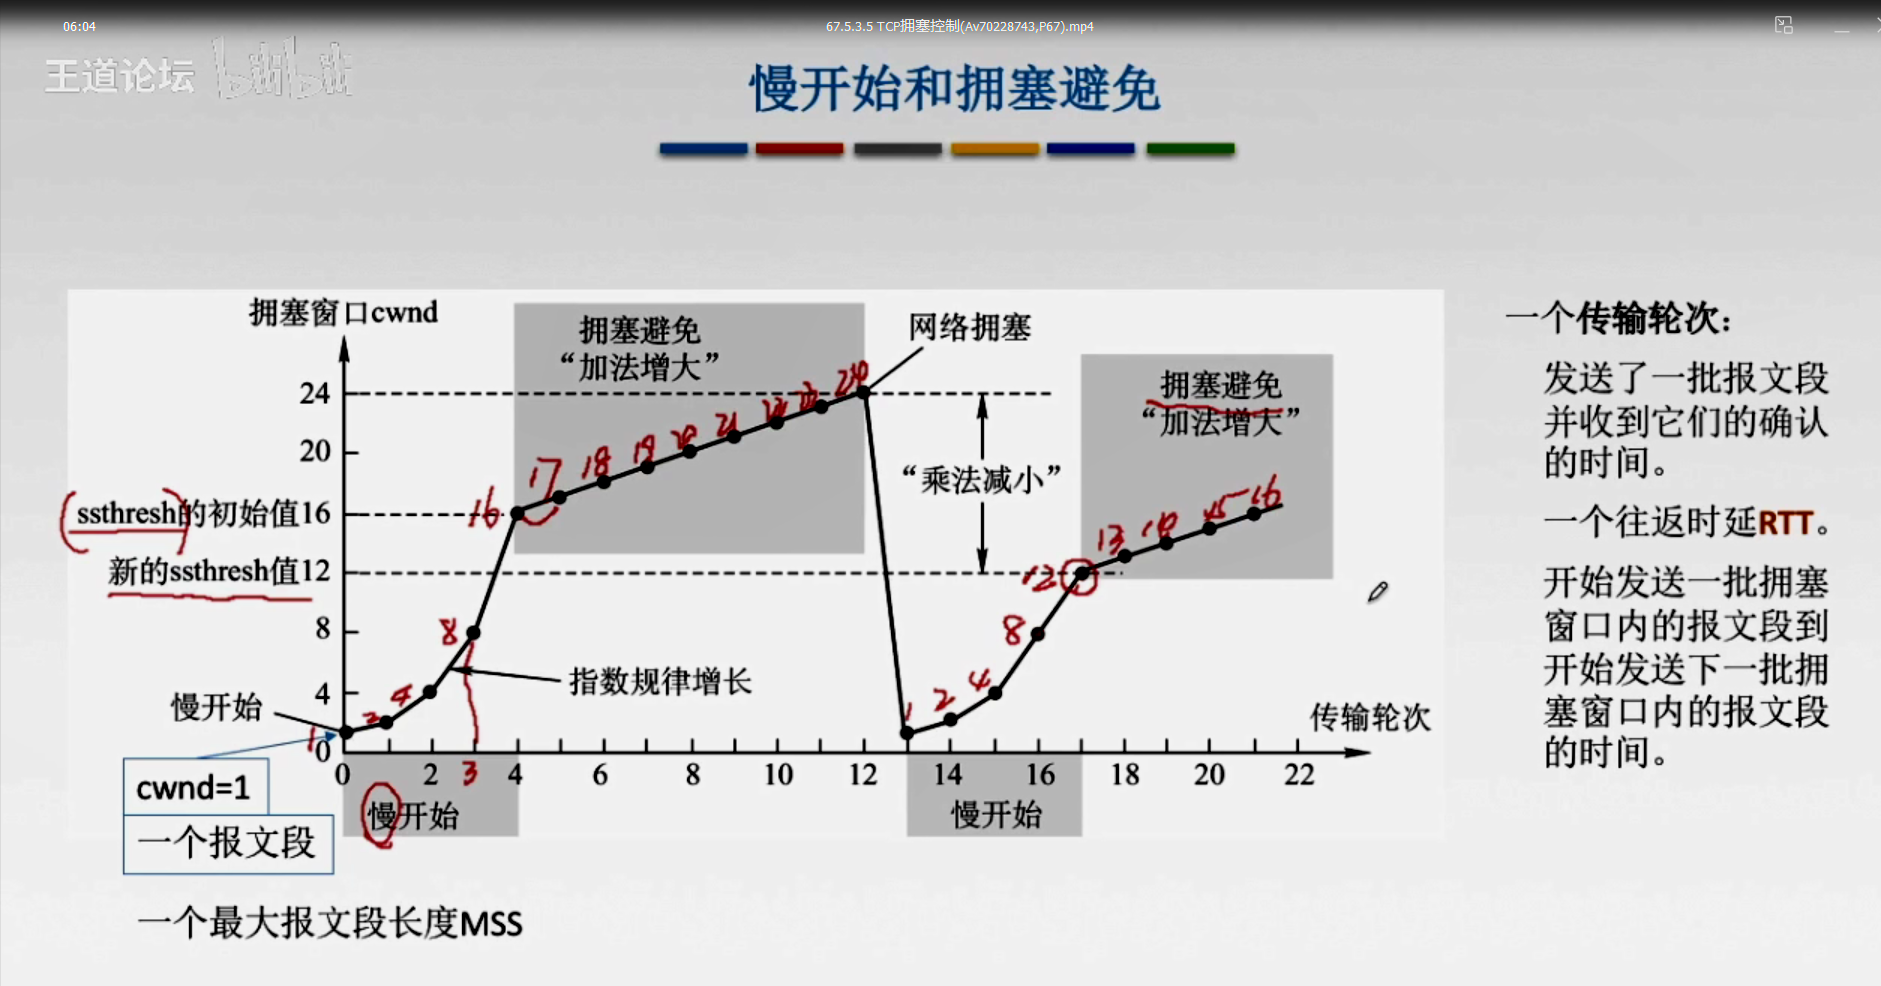 06:04
67.5.3.5 TCP拥塞控制(Av70228743,P67).mp4
王道论坛 bilibili
慢开始和拥塞避免
拥塞窗口cwnd
拥塞避免
“加法增大”
网络拥塞
拥塞避免
“加法增大”
“乘法减小”
24
20
ssthresh的初始值16
新的ssthresh值12
8
4
0
16
17
18
19
20
21
22
23
24
8
4
2
1
指数规律增长
慢开始
1
2
4
8
12
13
14
15
16
传输轮次
0
2
3
4
6
8
10
12
14
16
18
20
22
慢开始
慢开始
cwnd=1
一个报文段
一个最大报文段长度MSS
一个传输轮次：
发送了一批报文段
并收到它们的确认
的时间。
一个往返时延RTT。
开始发送一批拥塞
窗口内的报文段到
开始发送下一批拥
塞窗口内的报文段
的时间。